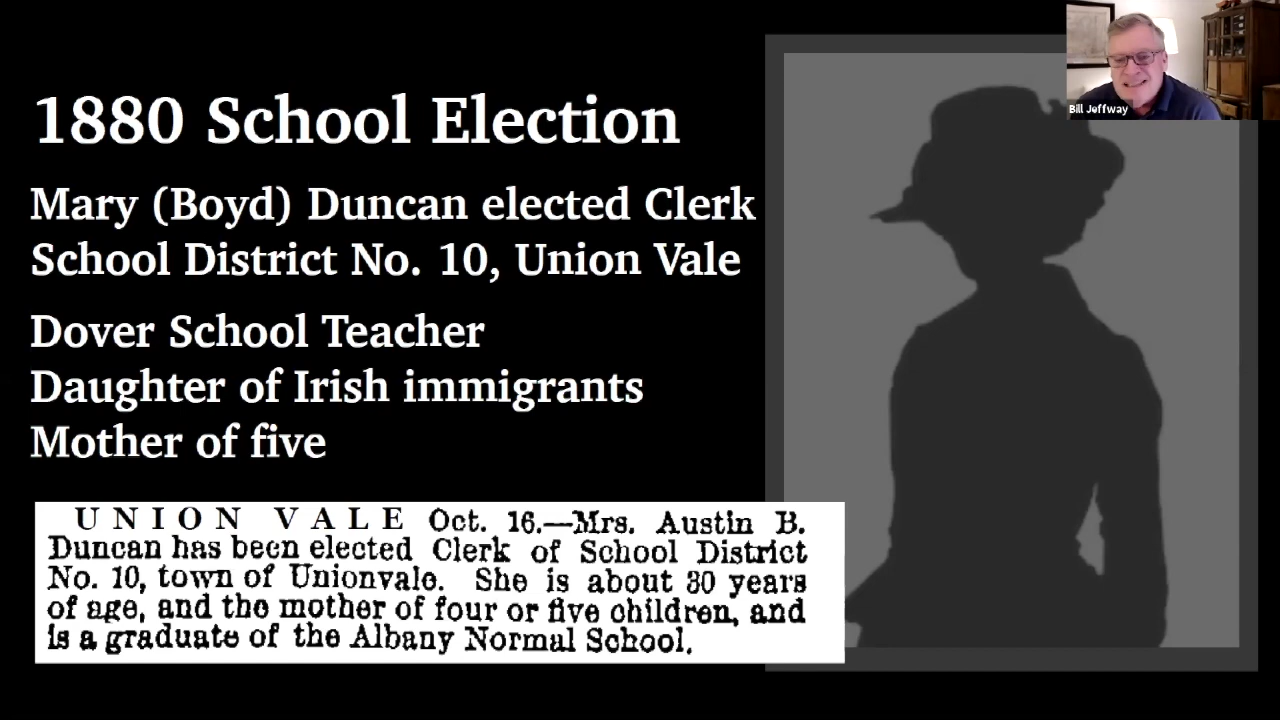 1880 School Election
Mary (Boyd) Duncan elected Clerk
School District No. 10, Union Vale
Dover School Teacher
Daughter of Irish immigrants
Mother of five
UNION VALE Oct. 16.—Mrs. Austin B.
Duncan has been elected Clerk of School District
No. 10, town of Unionvale. She is about 30 years
of age, and the mother of four or five children, and
is a graduate of the Albany Normal School.
Bill Jeffway